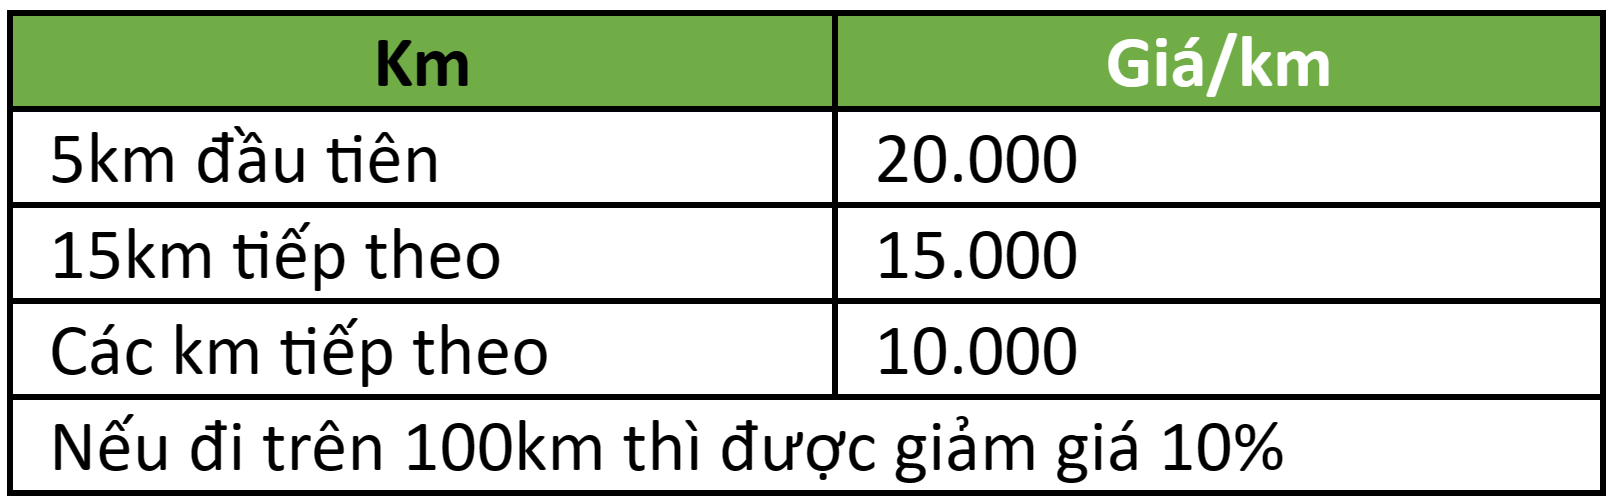 Km Giá/km
5km đầu tiên 20.000
15km tiếp theo 15.000
Các km tiếp theo 10.000
Nếu đi trên 100km thì được giảm giá 10%